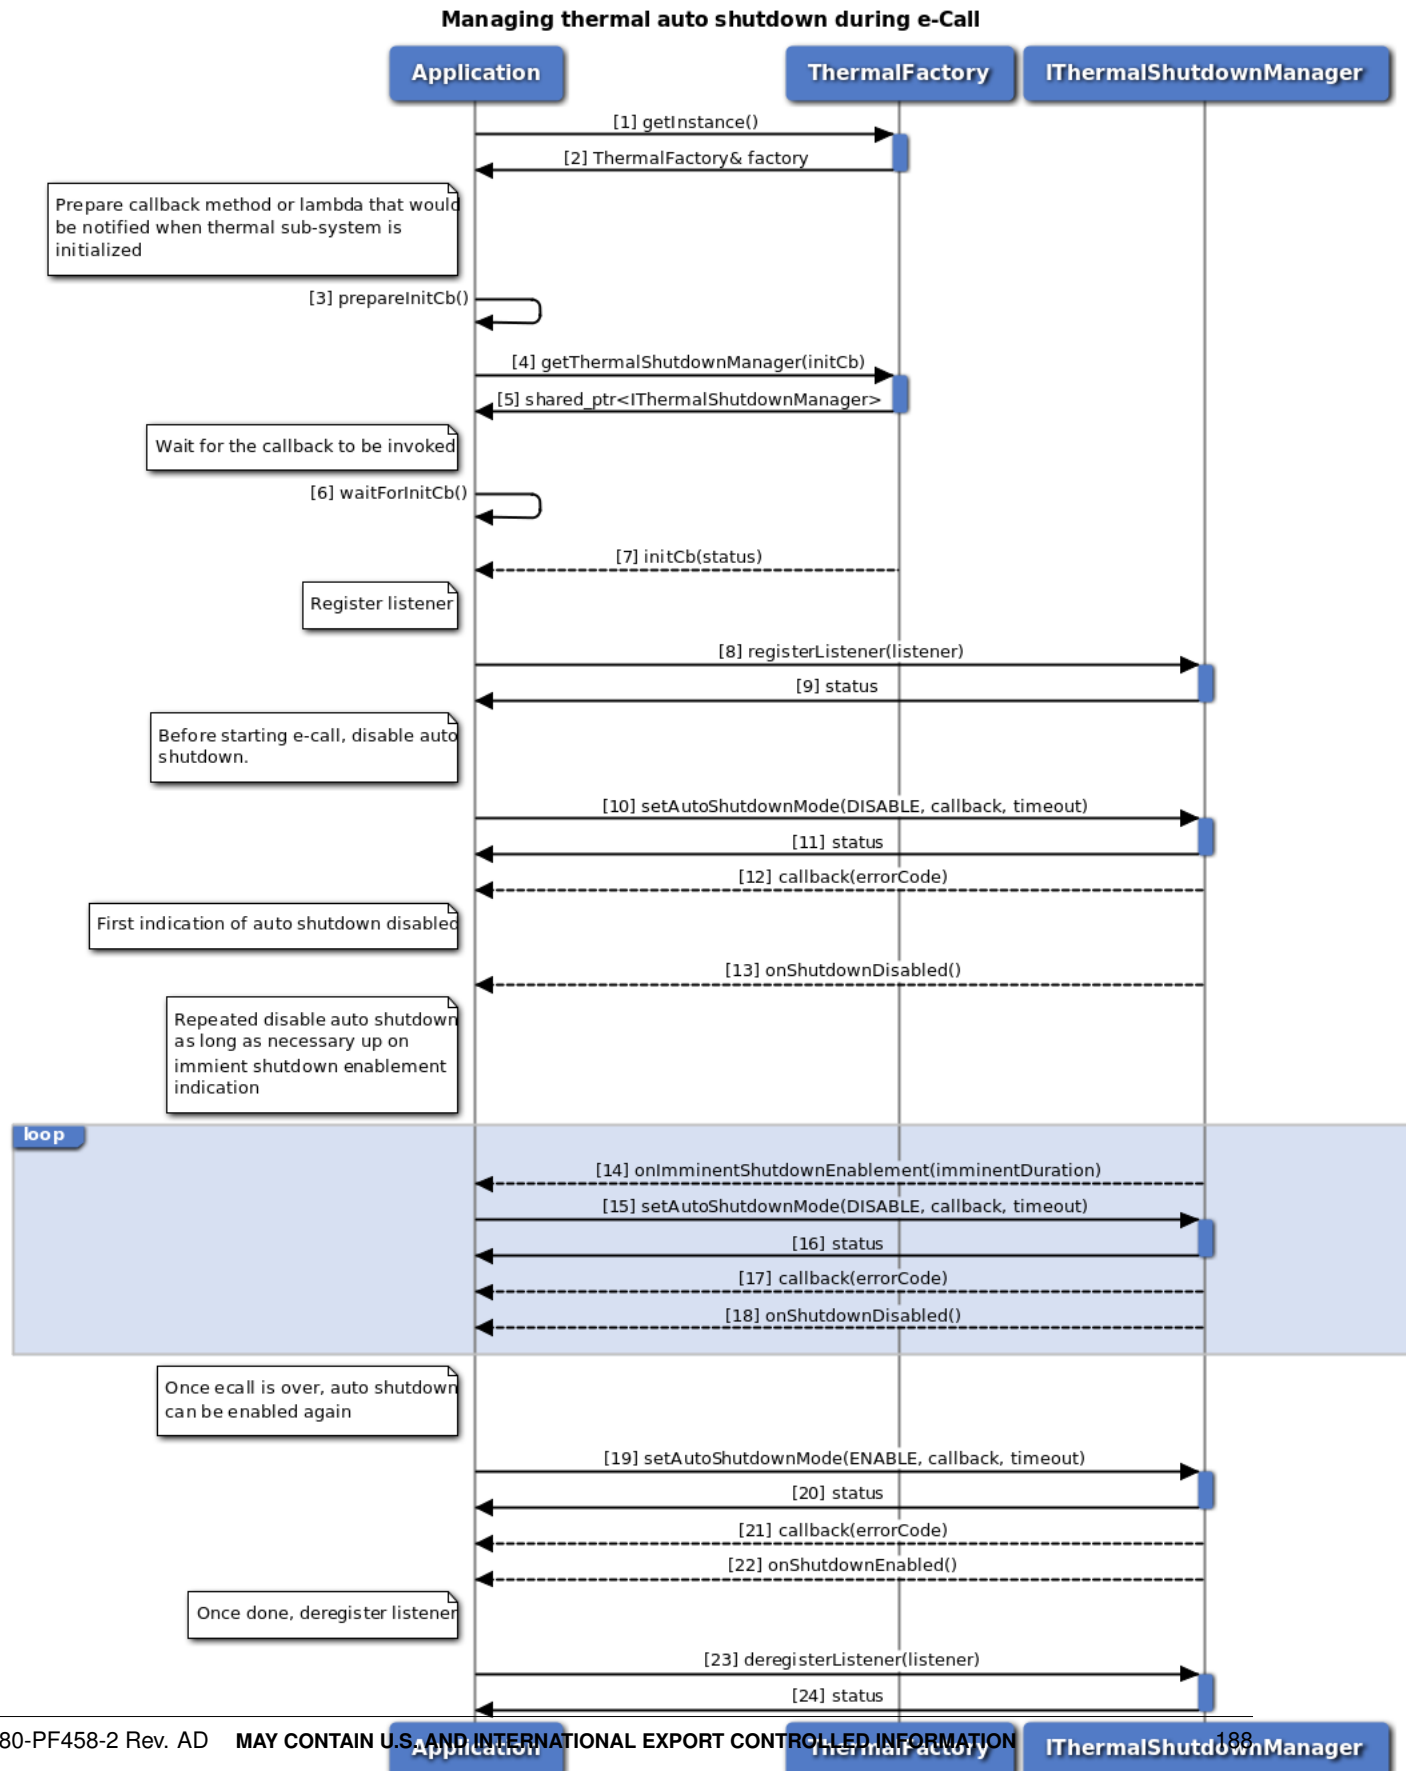 Managing thermal auto shutdown during e-Call
Application
ThermalFactory
IThermalShutdownManager
[1] getInstance()
[2] ThermalFactory& factory
Prepare callback method or lambda that would
be notified when thermal sub-system is
initialized
[3] prepareInitCb()
[4] getThermalShutdownManager(initCb)
[5] shared_ptr<IThermalShutdownManager>
Wait for the callback to be invoked
[6] waitForInitCb()
[7] initCb(status)
Register listener
[8] registerListener(listener)
[9] status
Before starting e-call, disable auto
shutdown.
[10] setAutoShutdownMode(DISABLE, callback, timeout)
[11] status
[12] callback(errorCode)
First indication of auto shutdown disabled
[13] onShutdownDisabled()
Repeated disable auto shutdown
as long as necessary up on
immient shutdown enablement
indication
loop
[14] onImminentShutdownEnablement(imminentDuration)
[15] setAutoShutdownMode(DISABLE, callback, timeout)
[16] status
[17] callback(errorCode)
[18] onShutdownDisabled()
Once ecall is over, auto shutdown
can be enabled again
[19] setAutoShutdownMode(ENABLE, callback, timeout)
[20] status
[21] callback(errorCode)
[22] onShutdownEnabled()
Once done, deregister listener
[23] deregisterListener(listener)
[24] status
80-PF458-2 Rev. AD MAY CONTAIN U.S. AND INTERNATIONAL EXPORT CONTROLLED INFORMATION 188
Application
ThermalFactory
IThermalShutdownManager